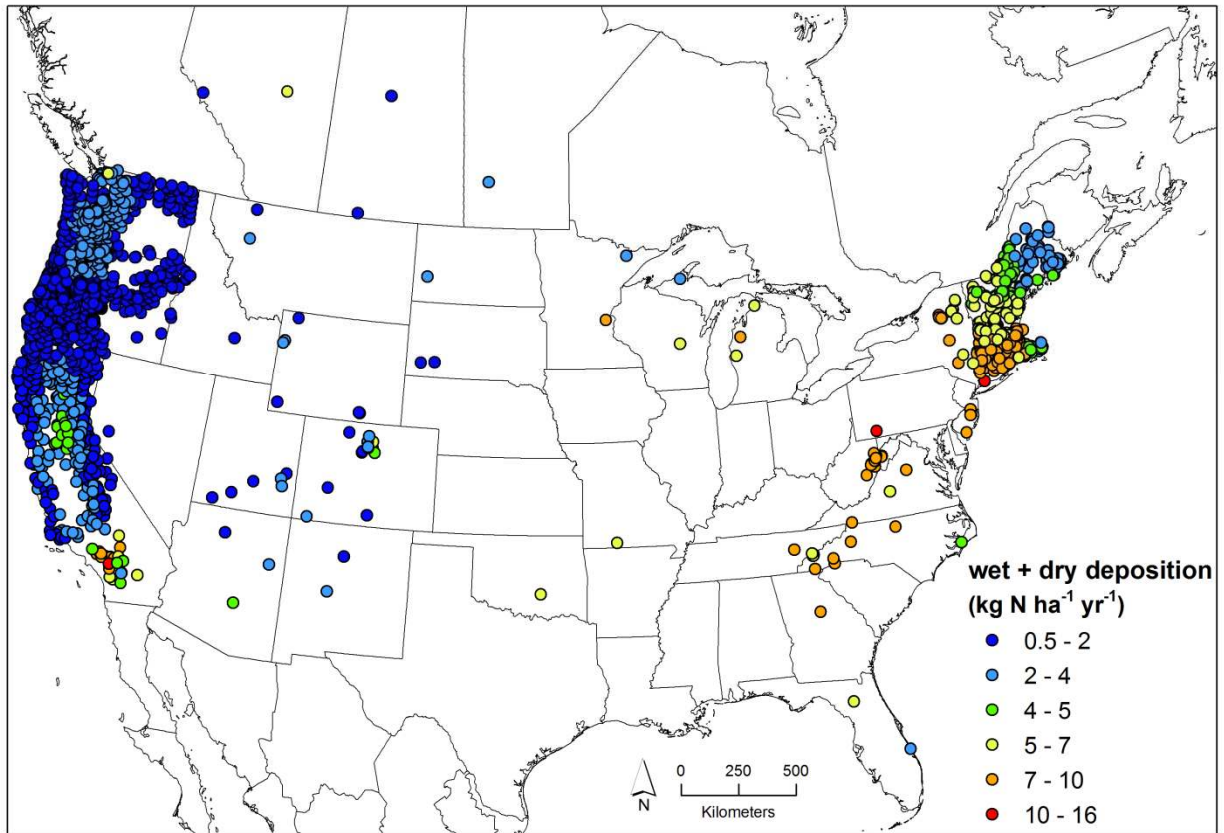 wet + dry deposition
(kg N ha⁻¹ yr⁻¹)
0.5 - 2
2 - 4
4 - 5
5 - 7
7 - 10
10 - 16
N
0 250 500
Kilometers